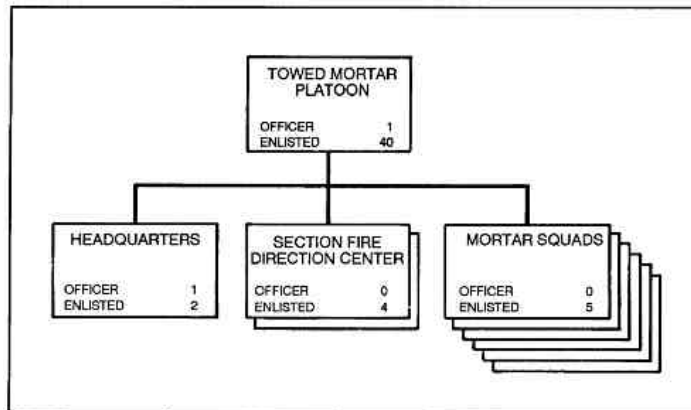 TOWED MORTAR
PLATOON
OFFICER 1
ENLISTED 40
HEADQUARTERS
OFFICER 1
ENLISTED 2
SECTION FIRE
DIRECTION CENTER
OFFICER 0
ENLISTED 4
MORTAR SQUADS
OFFICER 0
ENLISTED 5